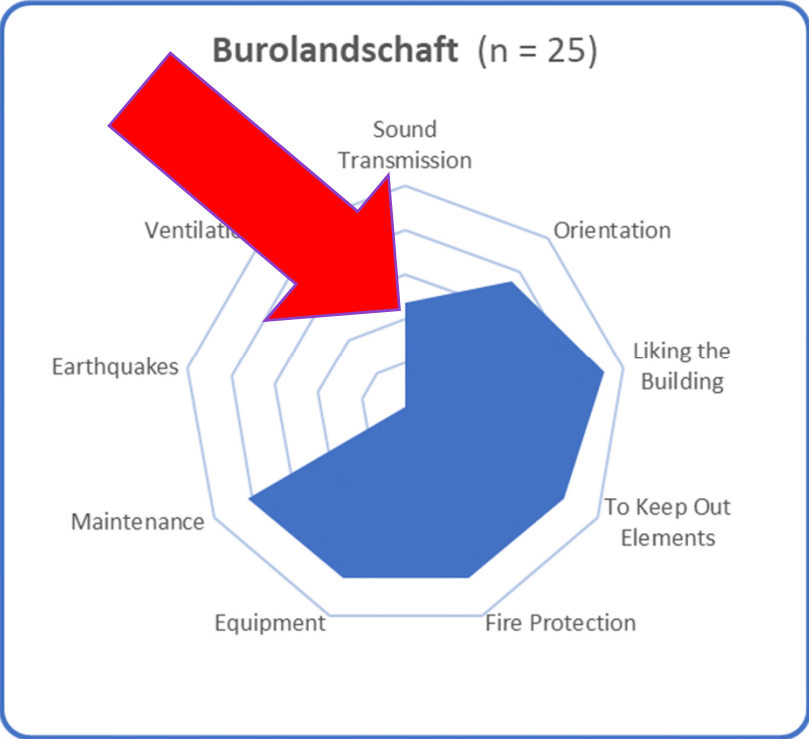 Burolandschaft (n = 25)
Sound
Transmission
Orientation
Liking the
Building
To Keep Out
Elements
Fire Protection
Equipment
Maintenance
Earthquakes